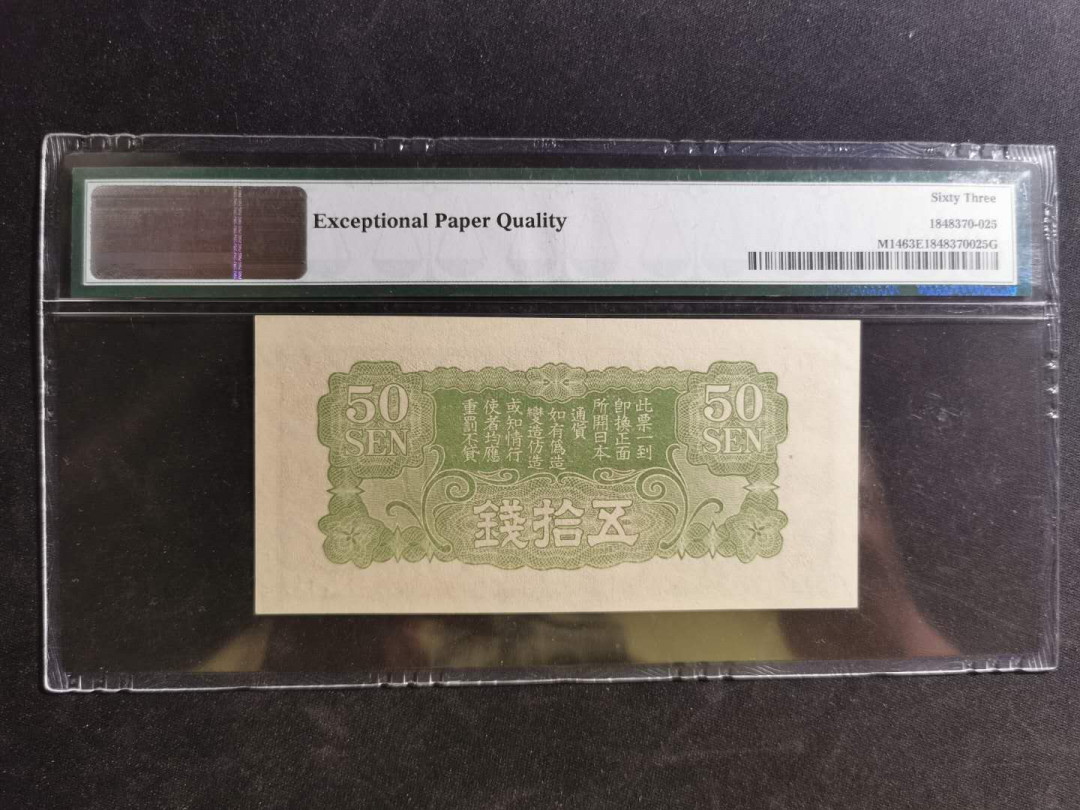 Exceptional Paper Quality
Sixty Three
1848370-025
M1463E1848370025G
50
SEN
50
SEN
此票一到
即換正面
所開日本
通貨
如有偽造
變造仿造
或知情行
使者均應
重罰不貸
錢拾五